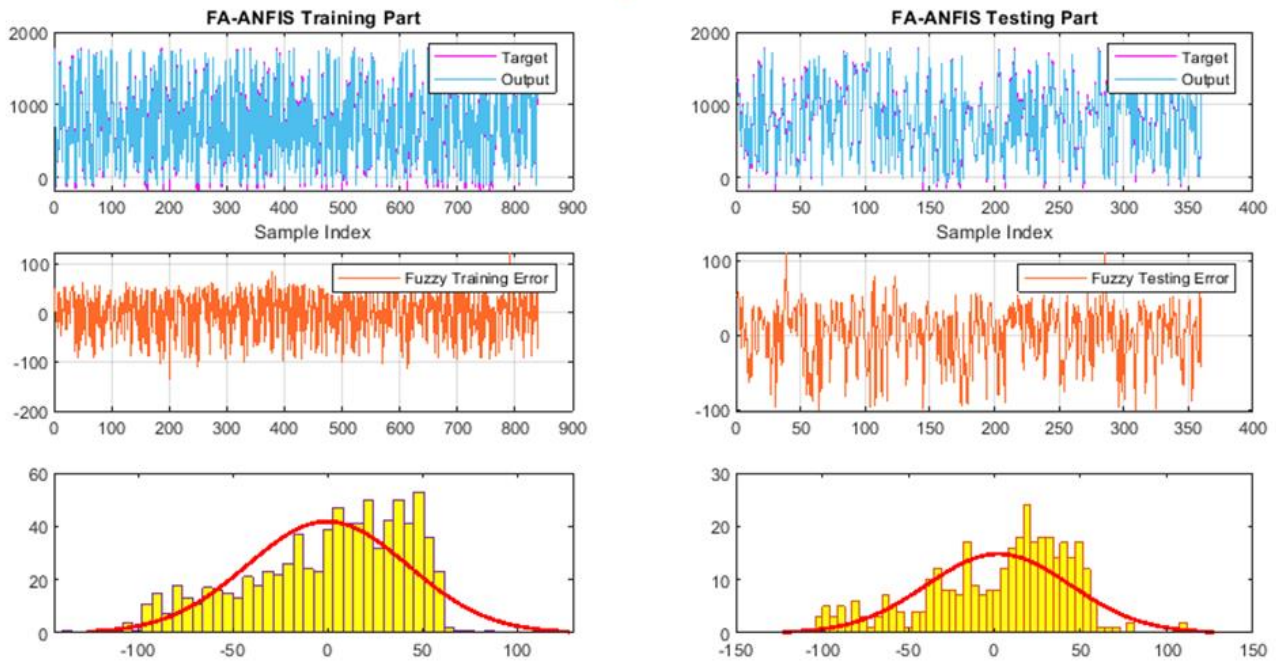 FA-ANFIS Training Part
2000
1000
0
Target
Output
0 100 200 300 400 500 600 700 800 900
Sample Index
100
0
-100
-200
Fuzzy Training Error
0 100 200 300 400 500 600 700 800 900
60
40
20
0
-100 -50 0 50 100
FA-ANFIS Testing Part
2000
1000
0
Target
Output
0 50 100 150 200 250 300 350 400
Sample Index
100
0
-100
Fuzzy Testing Error
0 50 100 150 200 250 300 350 400
30
20
10
0
-150 -100 -50 0 50 100 150